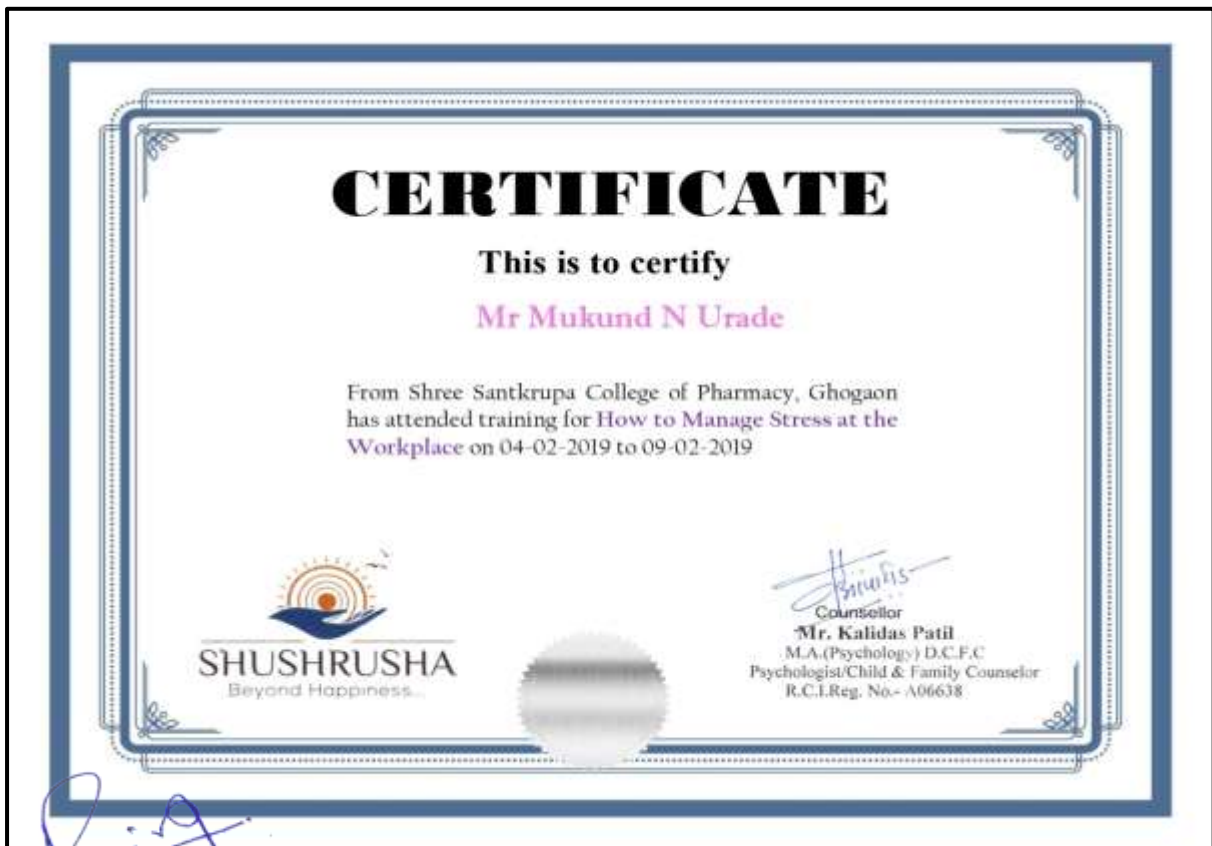 CERTIFICATE
This is to certify
Mr Mukund N Urade
From Shree Santkrupa College of Pharmacy, Ghogaon
has attended training for How to Manage Stress at the
Workplace on 04-02-2019 to 09-02-2019
SHUSHRUSHA
Beyond Happiness...
Counsellor
Mr. Kalidas Patil
M.A.(Psychology) D.C.F.C
Psychologist/Child & Family Counselor
R.C.I.Reg. No.- A06638